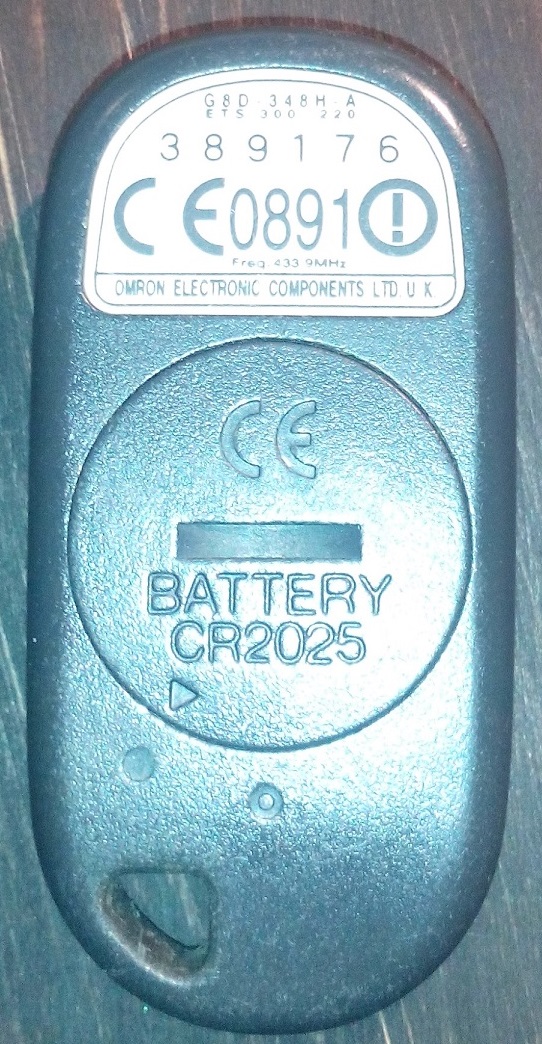 G8D-348H-A
ETS 300 220
389176
CE0891
Freq. 433.9MHz
OMRON ELECTRONIC COMPONENTS LTD. U K
CE
BATTERY
CR2025